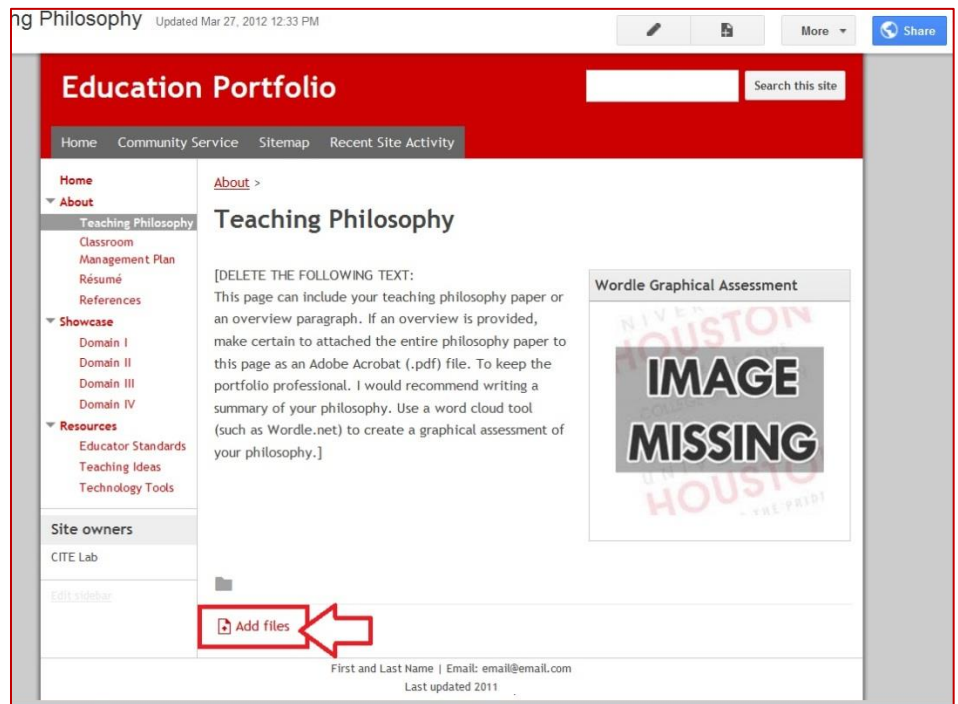 ng Philosophy Updated Mar 27, 2012 12:33 PM
More
Share
Education Portfolio
Search this site
Home Community Service Sitemap Recent Site Activity
Home
About
Teaching Philosophy
Classroom
Management Plan
Résumé
References
Showcase
Domain I
Domain II
Domain III
Domain IV
Resources
Educator Standards
Teaching Ideas
Technology Tools
Site owners
CITE Lab
Edit sidebar
About >
Teaching Philosophy
[DELETE THE FOLLOWING TEXT:
This page can include your teaching philosophy paper or
an overview paragraph. If an overview is provided,
make certain to attached the entire philosophy paper to
this page as an Adobe Acrobat (.pdf) file. To keep the
portfolio professional. I would recommend writing a
summary of your philosophy. Use a word cloud tool
(such as Wordle.net) to create a graphical assessment of
your philosophy.]
Wordle Graphical Assessment
NIVER
HOUSTON
IMAGE
MISSING
HOUSTON
THE PRIDE
Add files
First and Last Name | Email: email@email.com
Last updated 2011